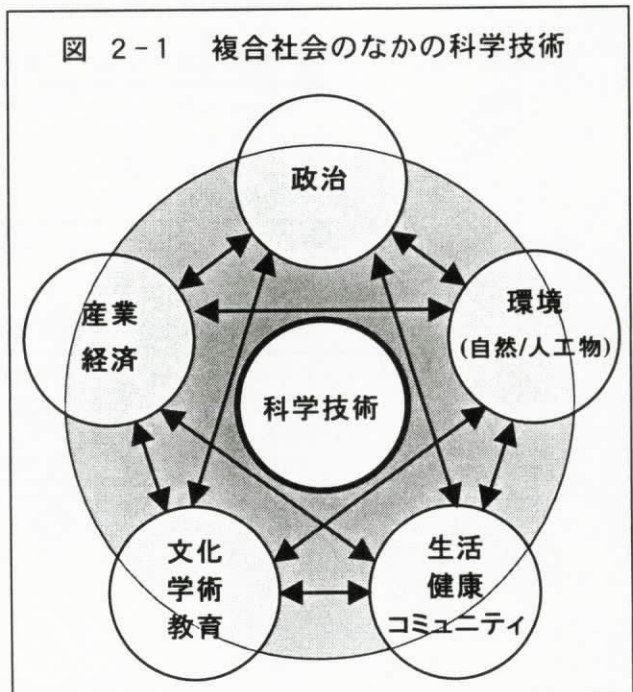 図 2-1 複合社会のなかの科学技術
政治
産業
経済
環境
(自然/人工物)
科学技術
文化
学術
教育
生活
健康
コミュニティ